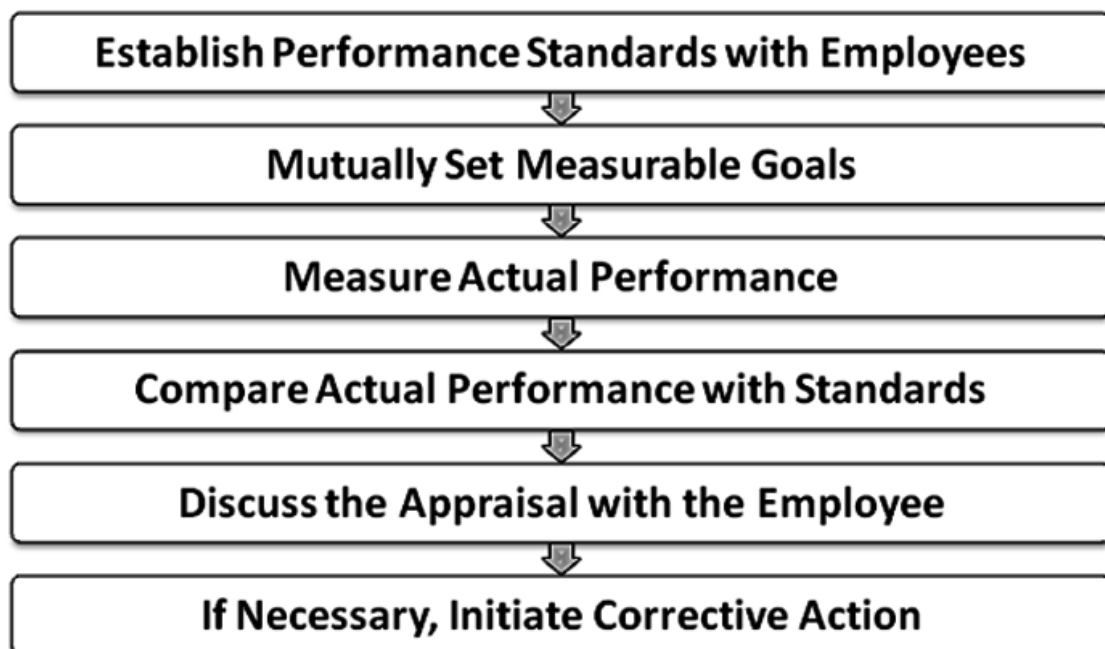 Establish Performance Standards with Employees
Mutually Set Measurable Goals
Measure Actual Performance
Compare Actual Performance with Standards
Discuss the Appraisal with the Employee
If Necessary, Initiate Corrective Action